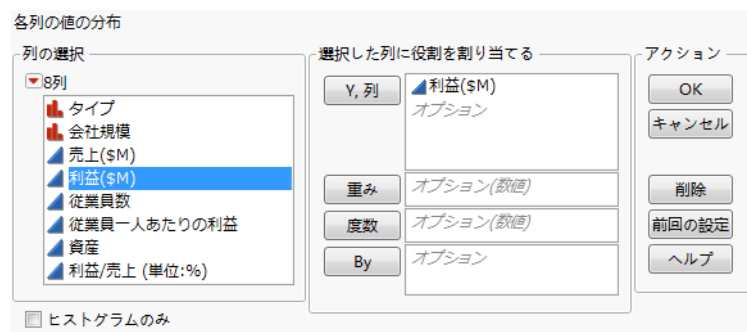 各列の値の分布
列の選択
8列
タイプ
会社規模
売上($M)
利益($M)
従業員数
従業員一人あたりの利益
資産
利益/売上 (単位:%)
ヒストグラムのみ
選択した列に役割を割り当てる
Y, 列
利益($M)
オプション
重み
オプション(数値)
度数
オプション(数値)
By
オプション
アクション
OK
キャンセル
削除
前回の設定
ヘルプ